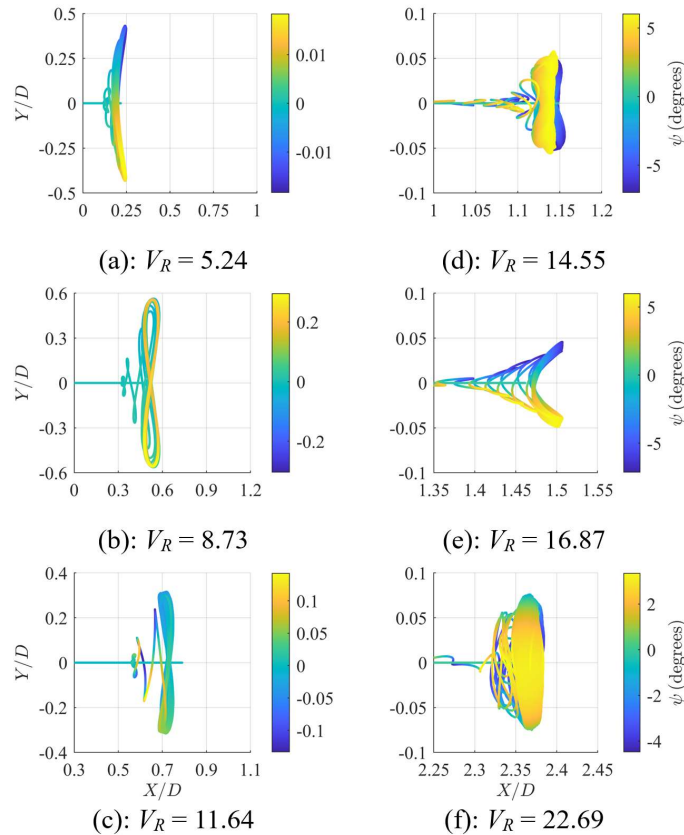 Y/D
0.5
0.25
0
-0.25
-0.5
0 0.25 0.5 0.75 1
0.01
0
-0.01
(a): V_R = 5.24
0.1
0.05
0
-0.05
-0.1
1 1.05 1.1 1.15 1.2
5
0
-5
ψ (degrees)
(d): V_R = 14.55
Y/D
0.6
0.3
0
-0.3
-0.6
0 0.3 0.6 0.9 1.2
0.2
0
-0.2
(b): V_R = 8.73
0.1
0.05
0
-0.05
-0.1
1.35 1.4 1.45 1.5 1.55
5
0
-5
ψ (degrees)
(e): V_R = 16.87
Y/D
0.4
0.2
0
-0.2
-0.4
0.3 0.5 0.7 0.9 1.1
X/D
0.1
0.05
0
-0.05
-0.1
(c): V_R = 11.64
0.1
0.05
0
-0.05
-0.1
2.25 2.3 2.35 2.4 2.45
X/D
2
0
-2
-4
ψ (degrees)
(f): V_R = 22.69